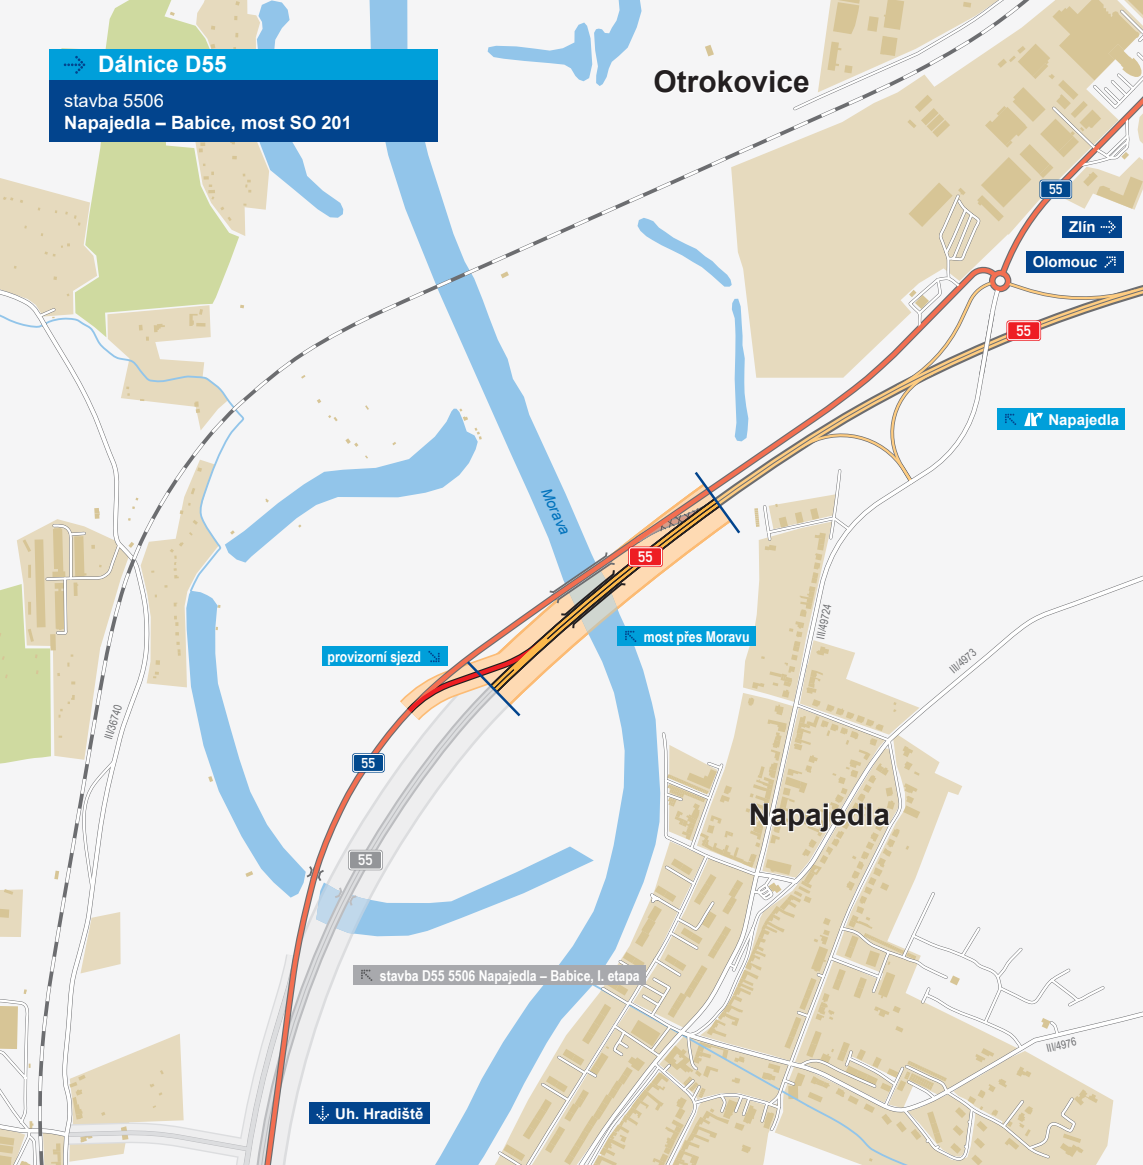 Dálnice D55
stavba 5506
Napajedla – Babice, most SO 201
Otrokovice
55
Zlín
Olomouc
55
Napajedla
Morava
55
most přes Moravu
provizorní sjezd
III/49724
III/4973
III/36740
55
Napajedla
55
stavba D55 5506 Napajedla – Babice, I. etapa
III/4976
Uh. Hradiště